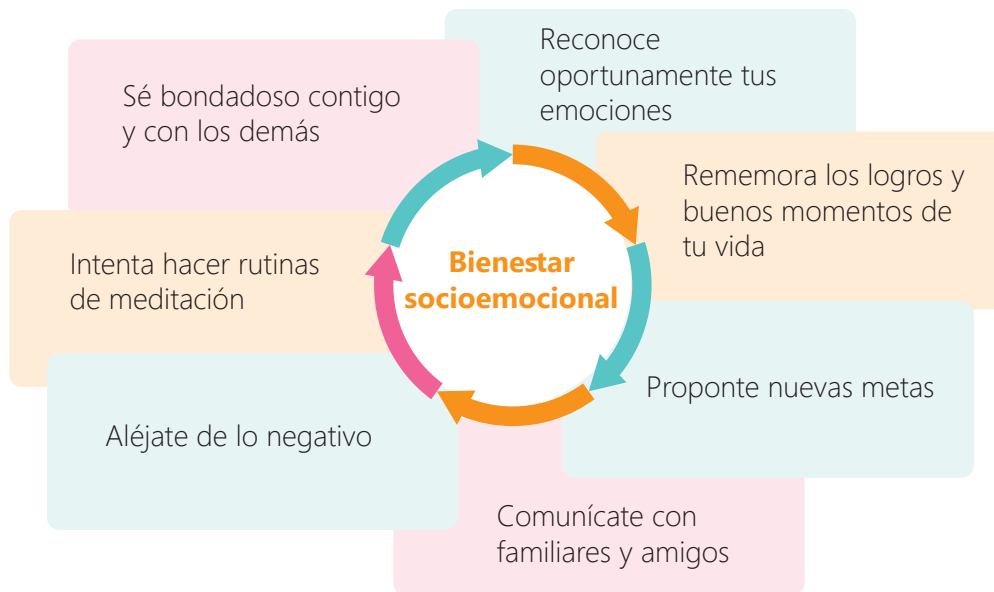 Reconoce
oportunamente tus
emociones
Rememora los logros y
buenos momentos de
tu vida
Proponte nuevas metas
Comunícate con
familiares y amigos
Aléjate de lo negativo
Intenta hacer rutinas
de meditación
Sé bondadoso contigo
y con los demás
Bienestar
socioemocional